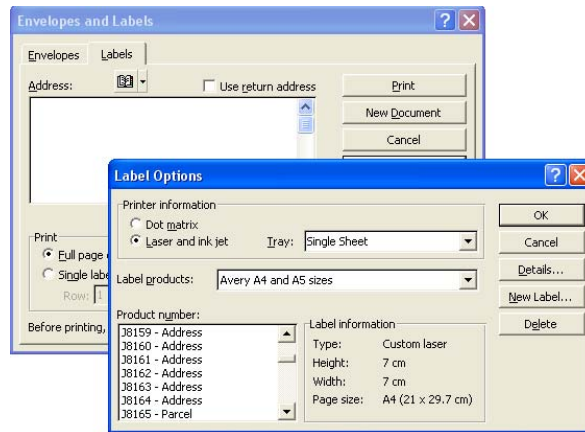 Envelopes and Labels
Envelopes Labels
Address:
Use return address
Print
New Document
Cancel
Label Options
Printer information
Dot matrix
Laser and ink jet
Tray:
Single Sheet
Label products:
Avery A4 and A5 sizes
Product number:
J8159 - Address
J8160 - Address
J8161 - Address
J8162 - Address
J8163 - Address
J8164 - Address
J8165 - Parcel
Label information
Type: Custom laser
Height: 7 cm
Width: 7 cm
Page size: A4 (21 x 29.7 cm)
OK
Cancel
Details...
New Label...
Delete
Print
Full page
Single
Row: 1
Before printing,